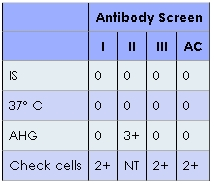 Antibody Screen
I II III AC
IS 0 0 0 0
37° C 0 0 0 0
AHG 0 3+ 0 0
Check cells 2+ NT 2+ 2+